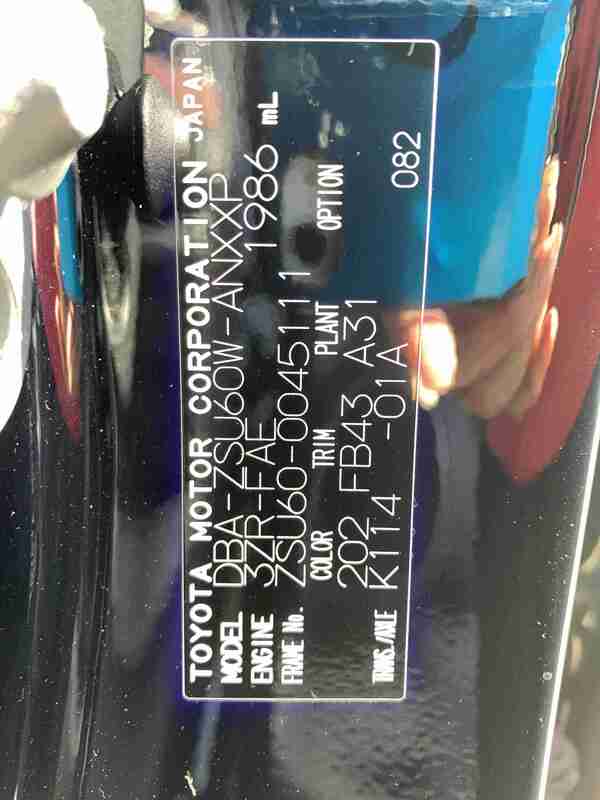 TOYOTA MOTOR CORPORATION JAPAN
MODEL DBA-ZSU60W-ANXXP
ENGINE 3ZR-FAE 1986 mL
FRAME No. ZSU60-0045111
COLOR TRIM PLANT OPTION
202 FB43 A31 082
TRANS./AXLE K114 -01A